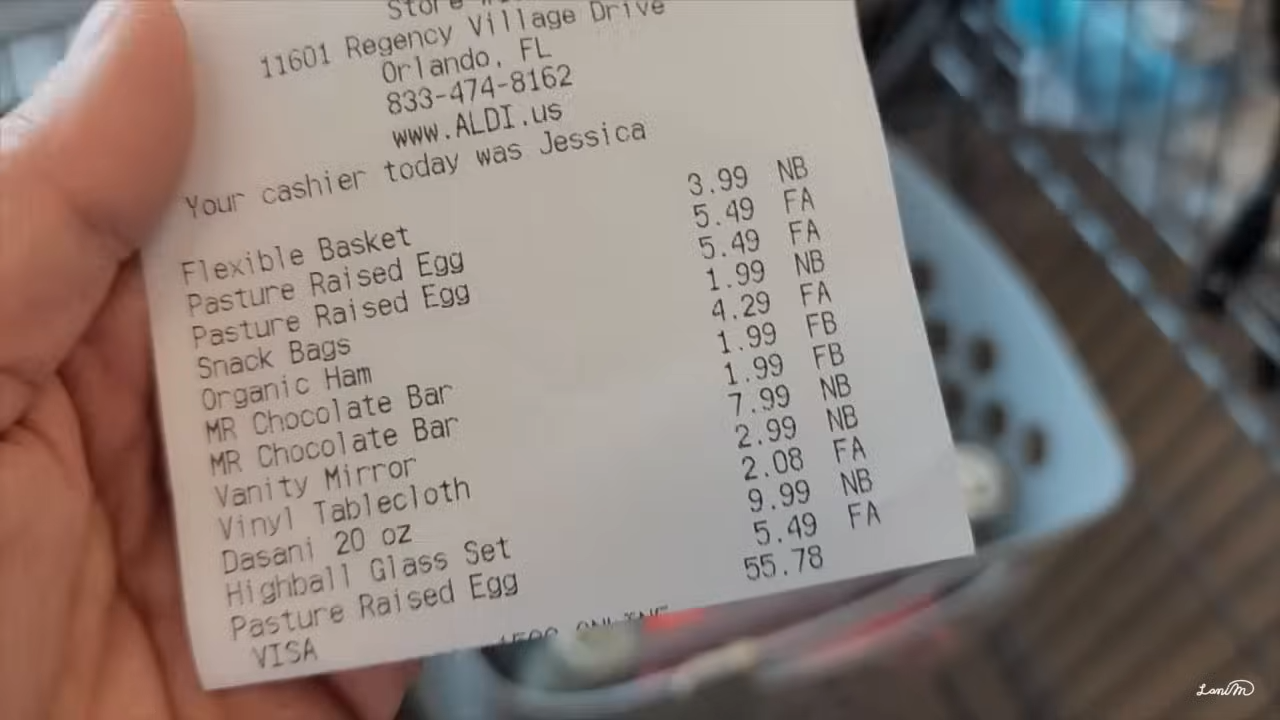 Store
11601 Regency Village Drive
Orlando, FL
833-474-8162
www.ALDI.us
Your cashier today was Jessica
Flexible Basket 3.99 NB
Pasture Raised Egg 5.49 FA
Pasture Raised Egg 5.49 FA
Snack Bags 1.99 NB
Organic Ham 4.29 FA
MR Chocolate Bar 1.99 FB
MR Chocolate Bar 1.99 FB
Vanity Mirror 7.99 NB
Vinyl Tablecloth 2.99 NB
Dasani 20 oz 2.08 FA
Highball Glass Set 9.99 NB
Pasture Raised Egg 5.49 FA
VISA 55.78
LaniM